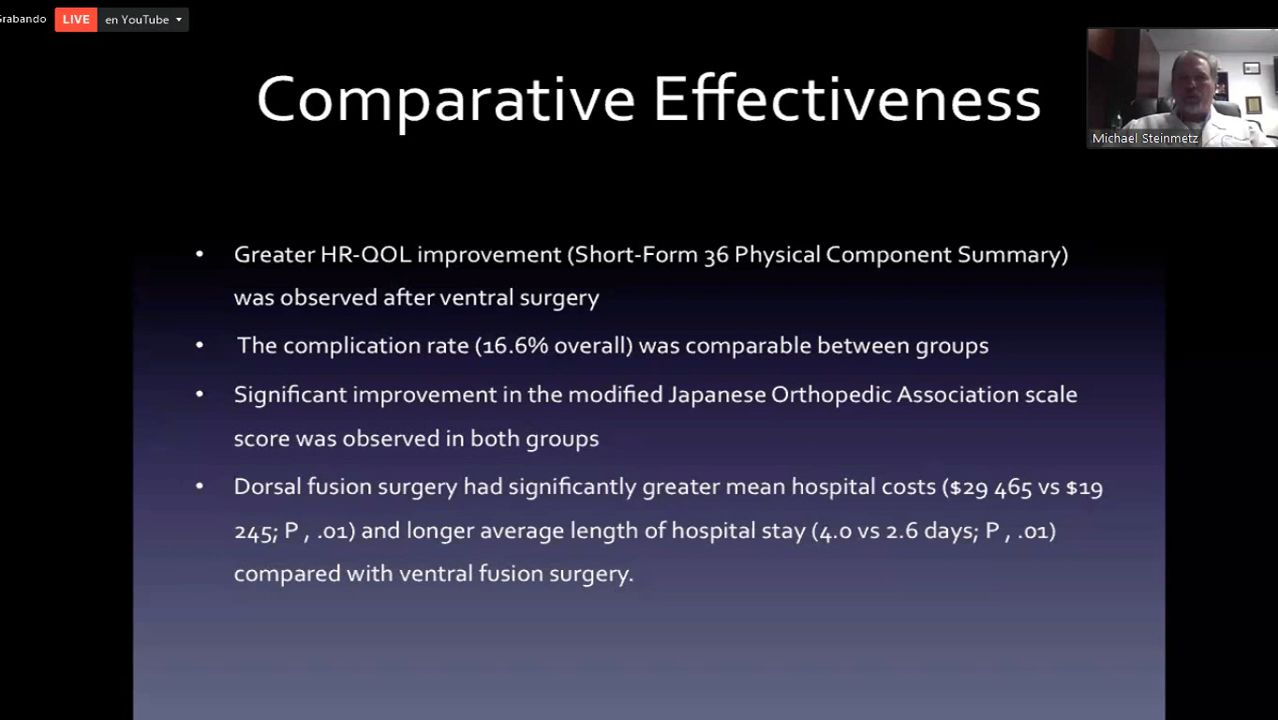 Grabando
LIVE en YouTube
Comparative Effectiveness
Michael Steinmetz
• Greater HR-QOL improvement (Short-Form 36 Physical Component Summary)
was observed after ventral surgery
• The complication rate (16.6% overall) was comparable between groups
• Significant improvement in the modified Japanese Orthopedic Association scale
score was observed in both groups
• Dorsal fusion surgery had significantly greater mean hospital costs ($29 465 vs $19
245; P , .01) and longer average length of hospital stay (4.0 vs 2.6 days; P , .01)
compared with ventral fusion surgery.